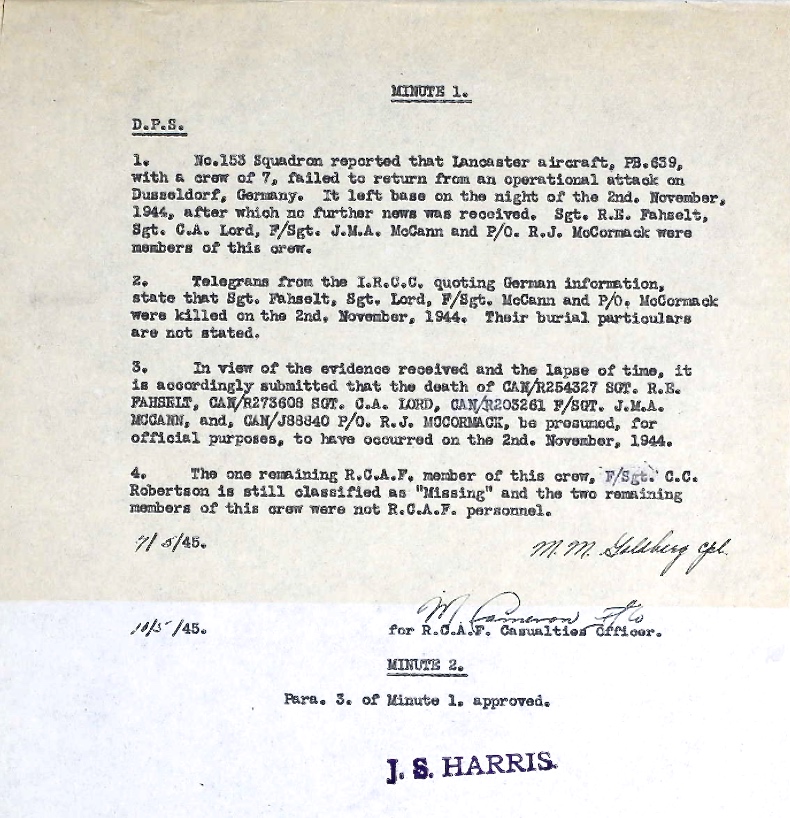 MINUTE 1.
D.P.S.
1. No.153 Squadron reported that Lancaster aircraft, PB.639,
with a crew of 7, failed to return from an operational attack on
Dusseldorf, Germany. It left base on the night of the 2nd. November,
1944, after which no further news was received. Sgt. R.E. Fahselt,
Sgt. C.A. Lord, F/Sgt. J.M.A. McCann and P/O. R.J. McCormack were
members of this crew.
2. Telegrams from the I.R.C.C. quoting German information,
state that Sgt. Fahselt, Sgt. Lord, F/Sgt. McCann and P/O. McCormack
were killed on the 2nd. November, 1944. Their burial particulars
are not stated.
3. In view of the evidence received and the lapse of time, it
is accordingly submitted that the death of CAN/R254327 SGT. R.E.
FAHSELT, CAN/R273608 SGT. C.A. LORD, CAN/R203261 F/SGT. J.M.A.
MCCANN, and, CAN/J88840 P/O. R.J. MCCORMACK, be presumed, for
official purposes, to have occurred on the 2nd. November, 1944.
4. The one remaining R.C.A.F. member of this crew, F/Sgt. C.C.
Robertson is still classified as "Missing" and the two remaining
members of this crew were not R.C.A.F. personnel.
7/5/45. M. M. Goldberg cpl.
10/5/45. M. Cameron F/O
for R.C.A.F. Casualties Officer.
MINUTE 2.
Para. 3. of Minute 1. approved.
J. S. HARRIS.